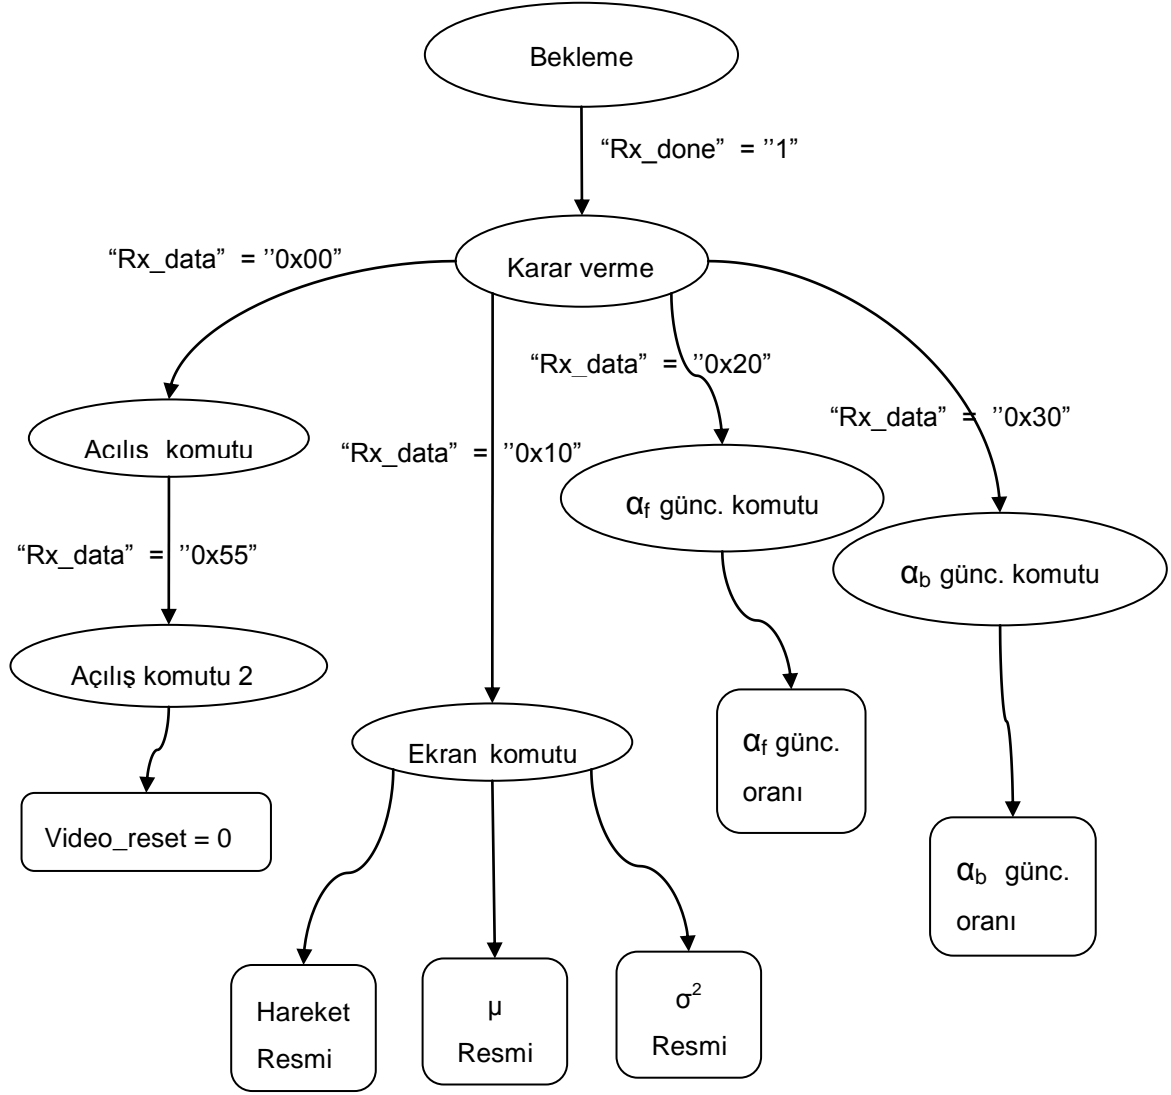 Bekleme
“Rx_done” = ’’1”
“Rx_data” = ’’0x00”
Karar verme
“Rx_data” = ’’0x20”
“Rx_data” = ’’0x30”
Acılıs komutu
“Rx_data” = ’’0x10”
αf günc. komutu
“Rx_data” = ’’0x55”
αb günc. komutu
Açılış komutu 2
Ekran komutu
αf günc.
oranı
Video_reset = 0
αb günc.
oranı
Hareket
Resmi
μ
Resmi
σ²
Resmi